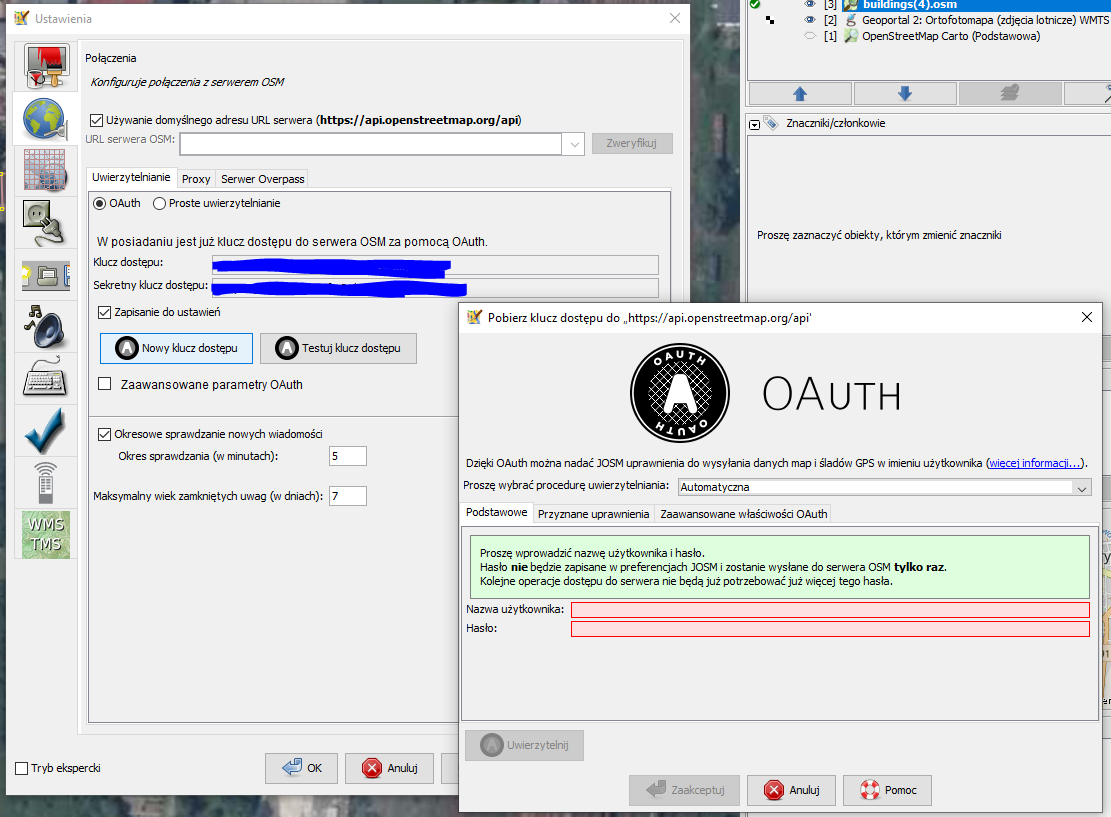 Ustawienia
Połączenia
Konfiguruje połączenia z serwerem OSM
Używanie domyślnego adresu URL serwera (https://api.openstreetmap.org/api)
URL serwera OSM:
Zweryfikuj
Uwierzytelnianie Proxy Serwer Overpass
OAuth Proste uwierzytelnianie
W posiadaniu jest już klucz dostępu do serwera OSM za pomocą OAuth.
Klucz dostępu:
Sekretny klucz dostępu:
Zapisanie do ustawień
Nowy klucz dostępu Testuj klucz dostępu
Zaawansowane parametry OAuth
Okresowe sprawdzanie nowych wiadomości
Okres sprawdzania (w minutach): 5
Maksymalny wiek zamkniętych uwag (w dniach): 7
WMS
TMS
Tryb ekspercki
OK Anuluj
[3] buildings(4).osm
[2] Geoportal 2: Ortofotomapa (zdjęcia lotnicze) WMTS
[1] OpenStreetMap Carto (Podstawowa)
Znaczniki/członkowie
Proszę zaznaczyć obiekty, którym zmienić znaczniki
Pobierz klucz dostępu do „https://api.openstreetmap.org/api'
OAUTH
A
OAUTH
OAUTH
Dzięki OAuth można nadać JOSM uprawnienia do wysyłania danych map i śladów GPS w imieniu użytkownika (więcej informacji...).
Proszę wybrać procedurę uwierzytelniania: Automatyczna
Podstawowe Przyznane uprawnienia Zaawansowane właściwości OAuth
Proszę wprowadzić nazwę użytkownika i hasło.
Hasło nie będzie zapisane w preferencjach JOSM i zostanie wysłane do serwera OSM tylko raz.
Kolejne operacje dostępu do serwera nie będą już potrzebować już więcej tego hasła.
Nazwa użytkownika:
Hasło:
Uwierzytelnij
Zaakceptuj Anuluj Pomoc